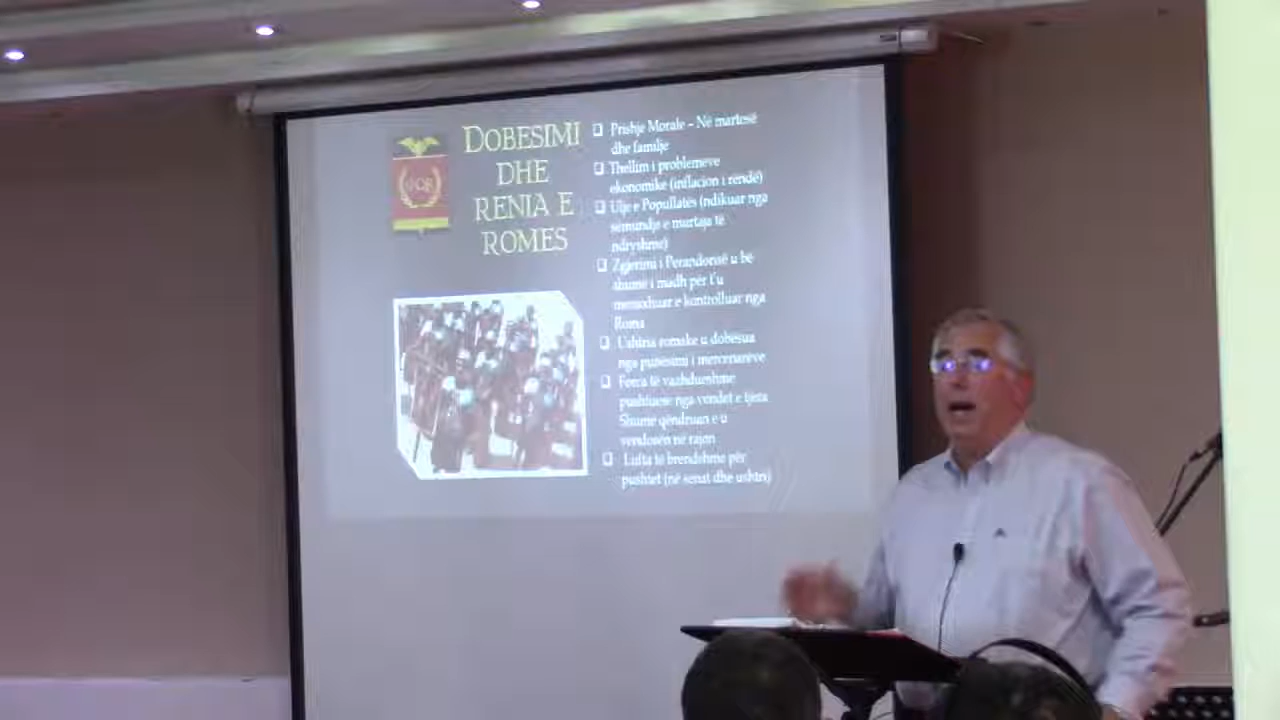 DOBESIMI
DHE
RENIA E
ROMES
Prishje Morale – Në martesë
dhe familje
Thellim i problemeve
ekonomike (inflacion i rëndë)
Ulje e Popullatës (ndikuar nga
sëmundje e murtaja të
ndryshme)
Zgjerimi i Perandorisë u bë
shumë i madh për t'u
menaxhuar e kontrolluar nga
Roma
Ushtria romake u dobësua
nga punësimi i mercenarëve
Forca të vazhdueshme
pushtuese nga vendet e tjera
Shumë qëndruan e u
vendosën në rajon
Lufta të brendshme për
pushtet (në senat dhe ushtri)